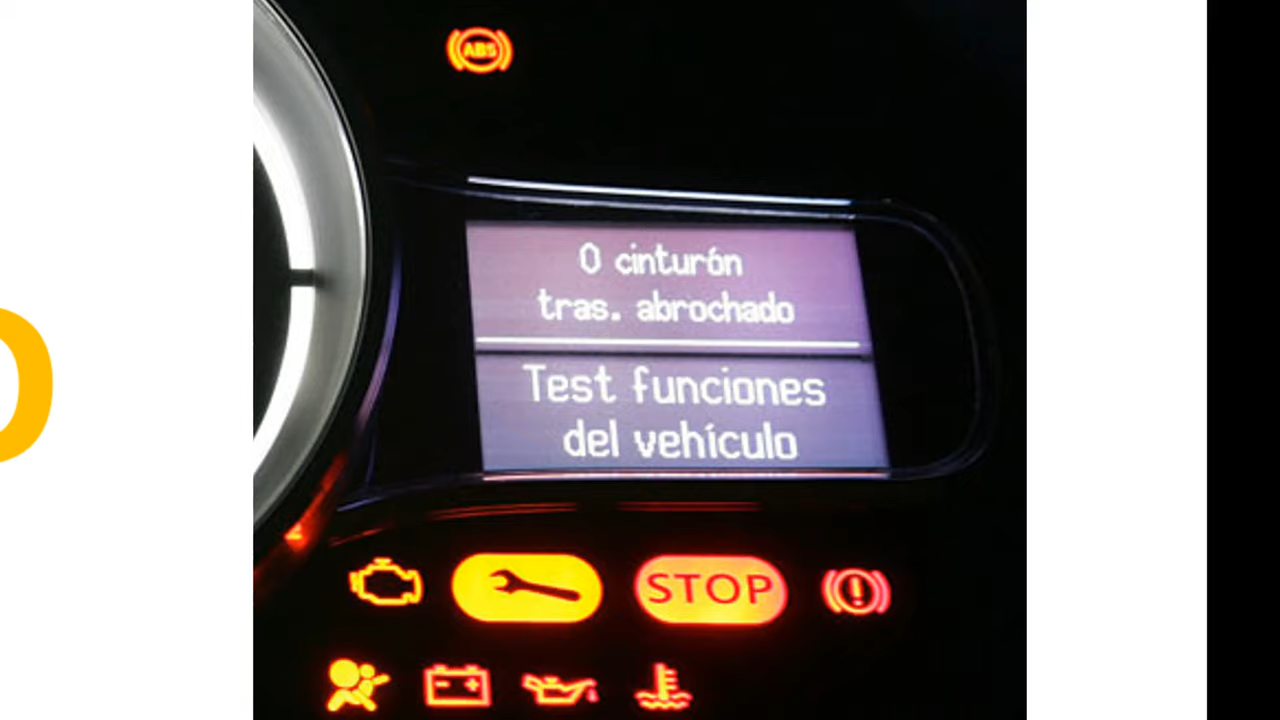 ABS
0 cinturón
tras. abrochado
Test funciones
del vehículo
STOP